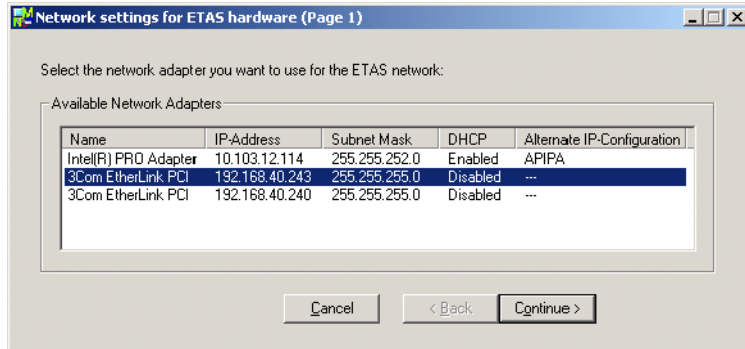 Network settings for ETAS hardware (Page 1)
Select the network adapter you want to use for the ETAS network:
Available Network Adapters
Name IP-Address Subnet Mask DHCP Alternate IP-Configuration
Intel(R) PRO Adapter 10.103.12.114 255.255.252.0 Enabled APIPA
3Com EtherLink PCI 192.168.40.243 255.255.255.0 Disabled ---
3Com EtherLink PCI 192.168.40.240 255.255.255.0 Disabled ---
Cancel < Back Continue >